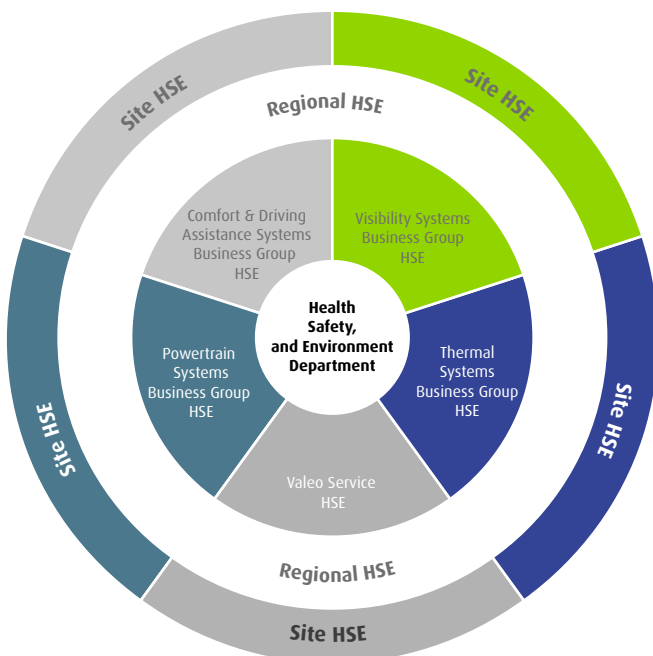 Site HSE
Site HSE
Regional HSE
Comfort & Driving
Assistance Systems
Business Group
HSE
Visibility Systems
Business Group
HSE
Health
Safety,
and Environment
Department
Powertrain
Systems
Business Group
HSE
Thermal
Systems
Business Group
HSE
Site HSE
Site HSE
Valeo Service
HSE
Regional HSE
Site HSE